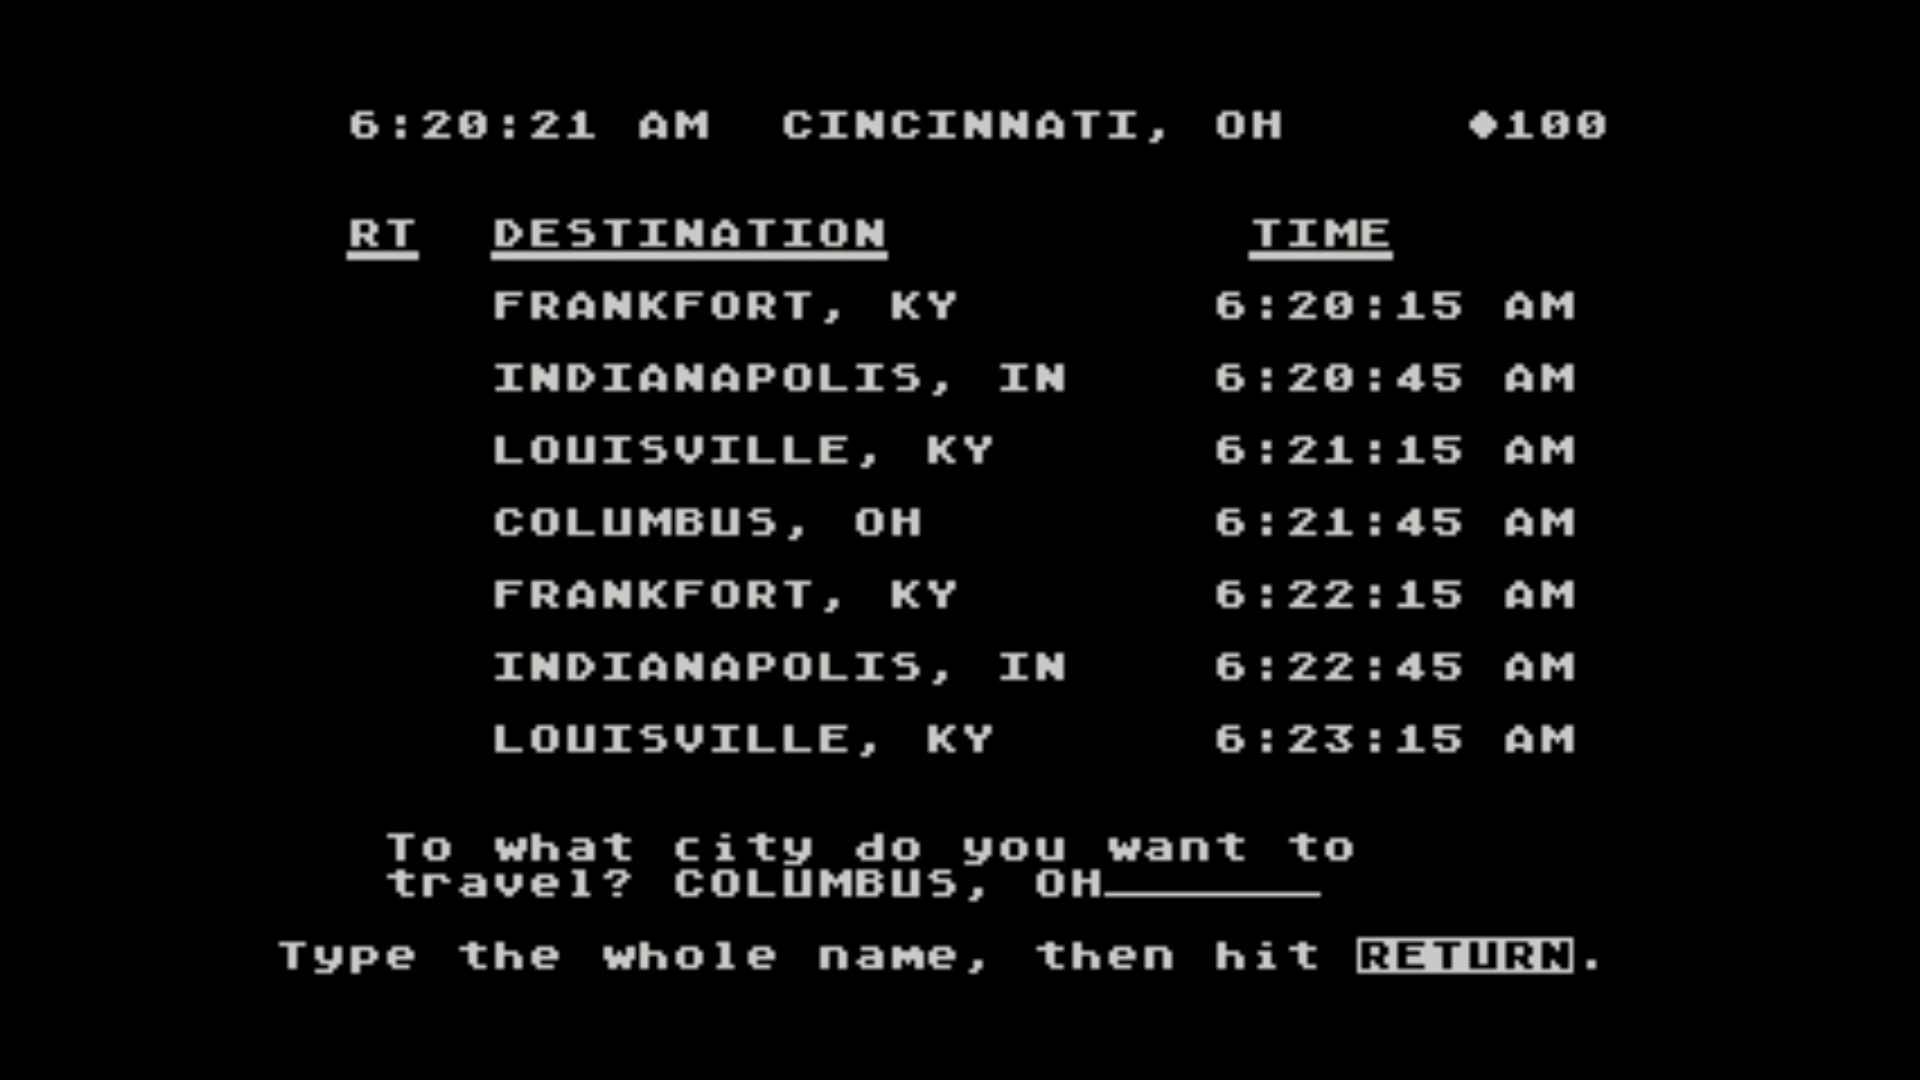 6:20:21 AM  CINCINNATI, OH  ◆100
RT  DESTINATION  TIME
FRANKFORT, KY  6:20:15 AM
INDIANAPOLIS, IN  6:20:45 AM
LOUISVILLE, KY  6:21:15 AM
COLUMBUS, OH  6:21:45 AM
FRANKFORT, KY  6:22:15 AM
INDIANAPOLIS, IN  6:22:45 AM
LOUISVILLE, KY  6:23:15 AM
To what city do you want to
travel? COLUMBUS, OH______
Type the whole name, then hit RETURN.